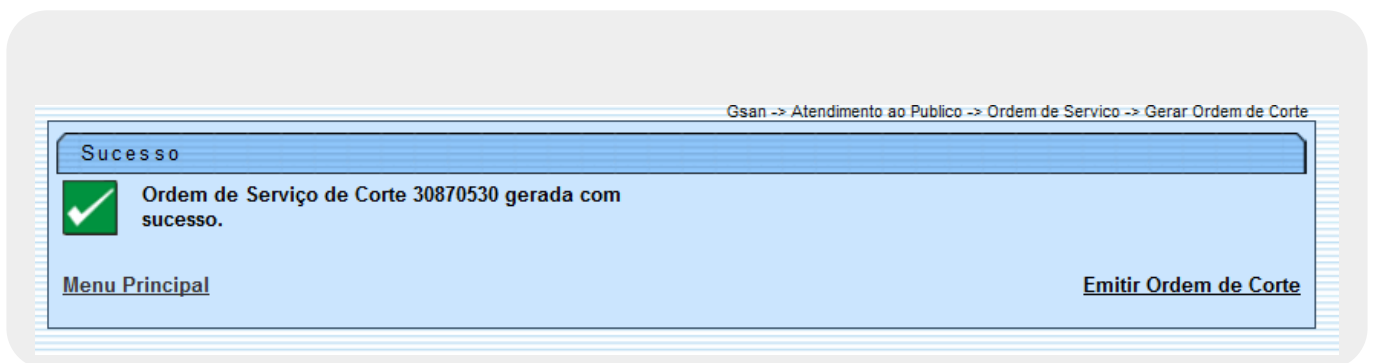 Gsan -> Atendimento ao Publico -> Ordem de Servico -> Gerar Ordem de Corte
Sucesso
Ordem de Serviço de Corte 30870530 gerada com
sucesso.
Menu Principal
Emitir Ordem de Corte